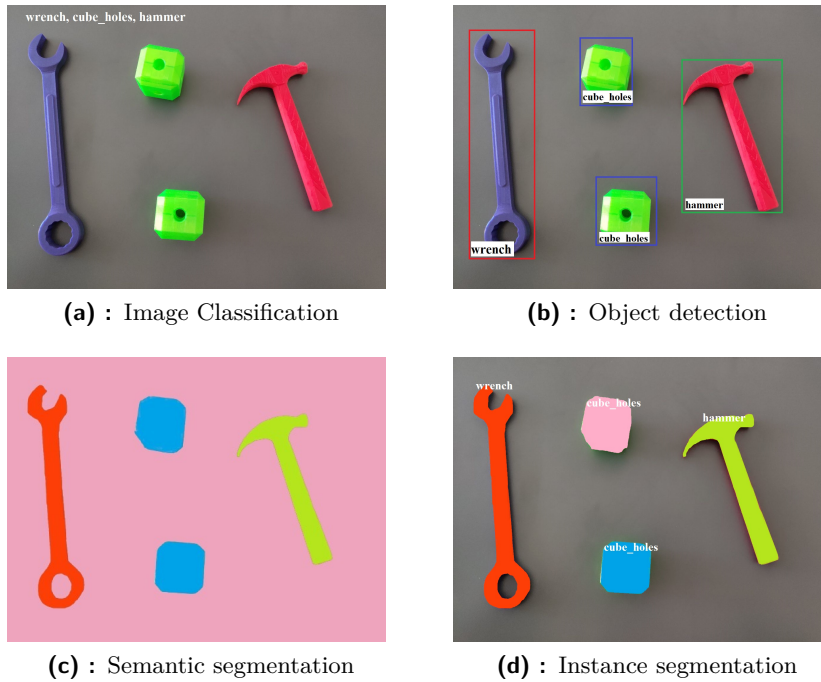 wrench, cube_holes, hammer
cube_holes
hammer
cube_holes
wrench
(a) : Image Classification
(b) : Object detection
wrench
cube_holes
hammer
cube_holes
(c) : Semantic segmentation
(d) : Instance segmentation